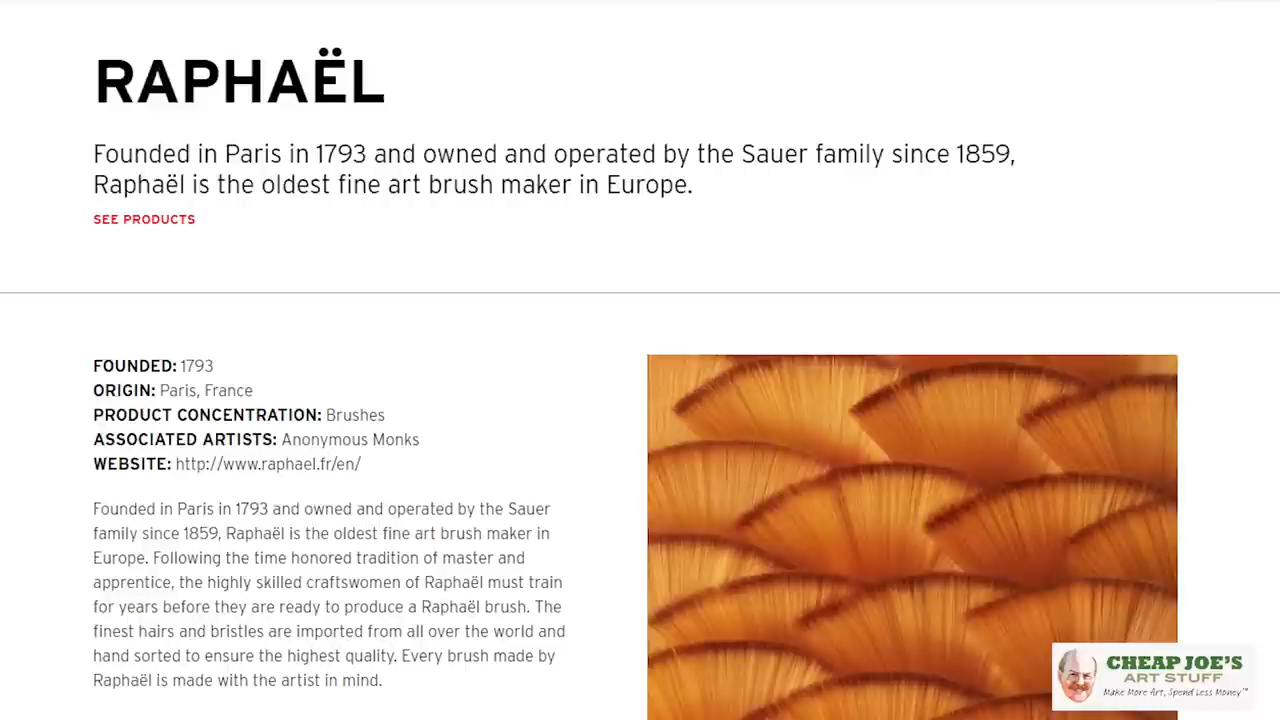 RAPHAËL
Founded in Paris in 1793 and owned and operated by the Sauer family since 1859,
Raphaël is the oldest fine art brush maker in Europe.
SEE PRODUCTS
FOUNDED: 1793
ORIGIN: Paris, France
PRODUCT CONCENTRATION: Brushes
ASSOCIATED ARTISTS: Anonymous Monks
WEBSITE: http://www.raphael.fr/en/
Founded in Paris in 1793 and owned and operated by the Sauer
family since 1859, Raphaël is the oldest fine art brush maker in
Europe. Following the time honored tradition of master and
apprentice, the highly skilled craftswomen of Raphaël must train
for years before they are ready to produce a Raphaël brush. The
finest hairs and bristles are imported from all over the world and
hand sorted to ensure the highest quality. Every brush made by
Raphaël is made with the artist in mind.
CHEAP JOE'S
ART STUFF
Make More Art, Spend Less Money™